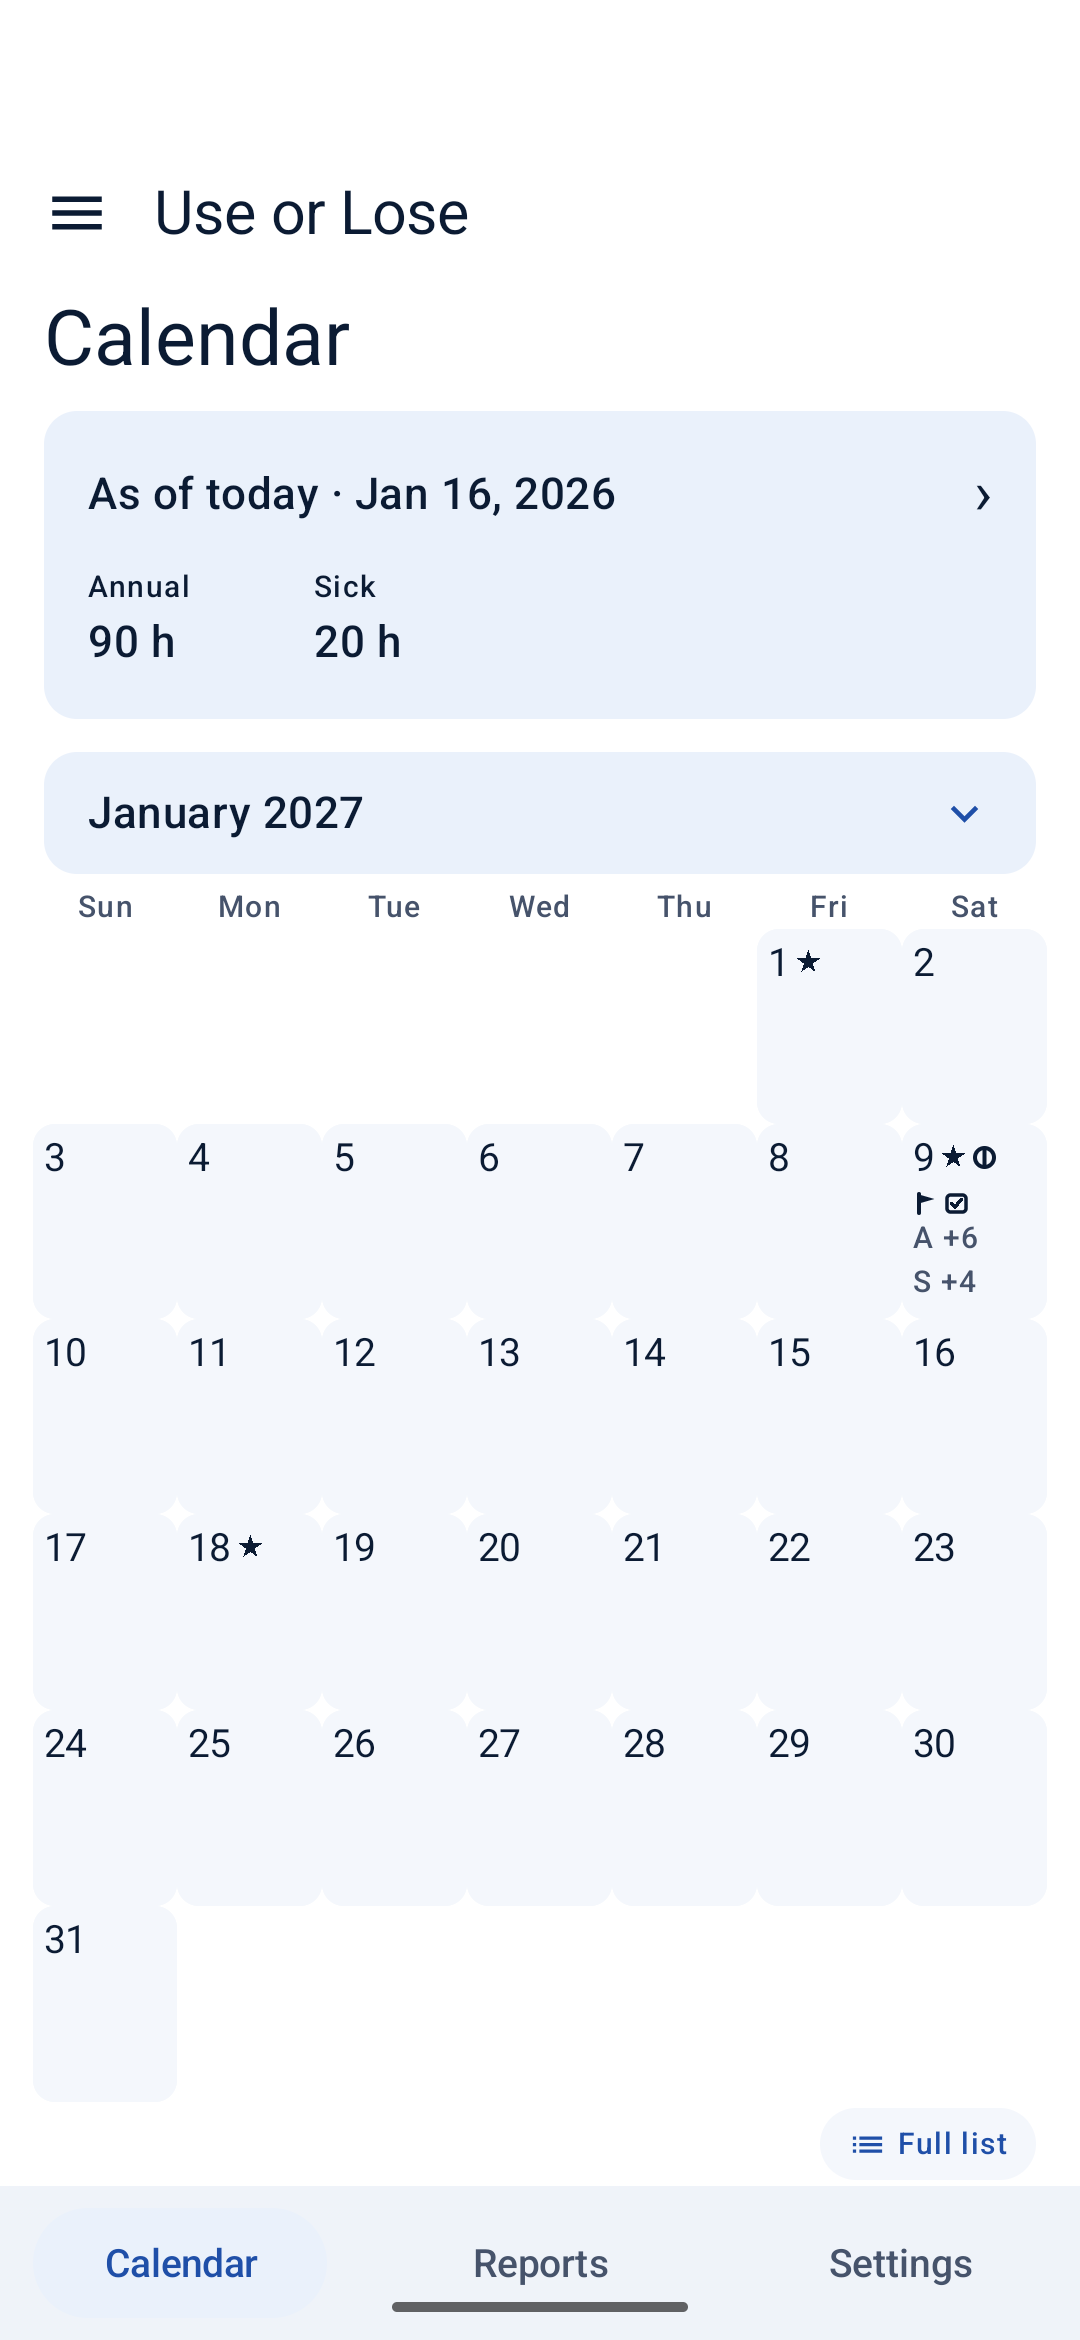 Use or Lose
Calendar
As of today · Jan 16, 2026 ›
Annual Sick
90 h 20 h
January 2027
Sun Mon Tue Wed Thu Fri Sat
1 ★ 2
3 4 5 6 7 8 9 ★
A +6
S +4
10 11 12 13 14 15 16
17 18 ★ 19 20 21 22 23
24 25 26 27 28 29 30
31
Full list
Calendar Reports Settings